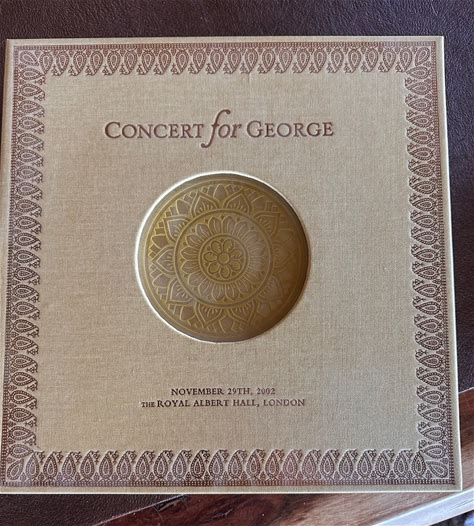 CONCERT for GEORGE
NOVEMBER 29TH, 2002
THE ROYAL ALBERT HALL, LONDON